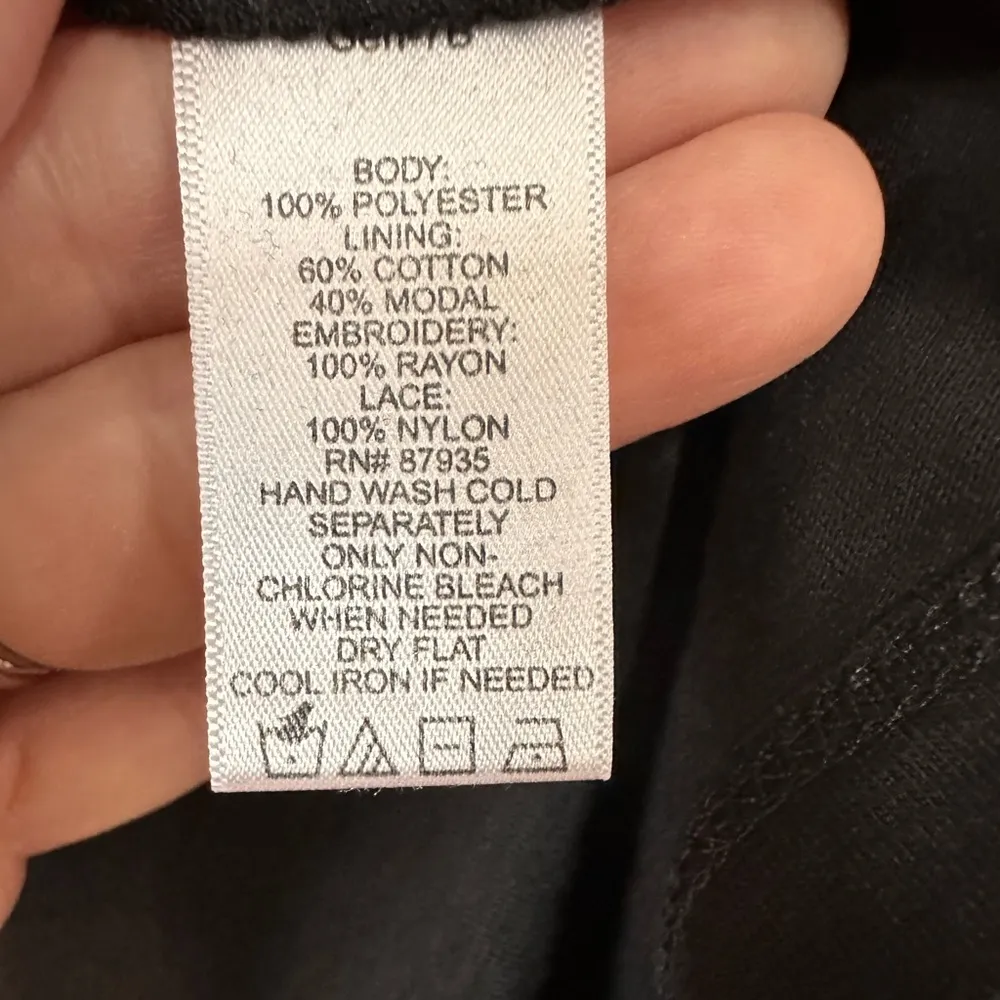 BODY:
100% POLYESTER
LINING:
60% COTTON
40% MODAL
EMBROIDERY:
100% RAYON
LACE:
100% NYLON
RN# 87935
HAND WASH COLD
SEPARATELY
ONLY NON-
CHLORINE BLEACH
WHEN NEEDED
DRY FLAT
COOL IRON IF NEEDED